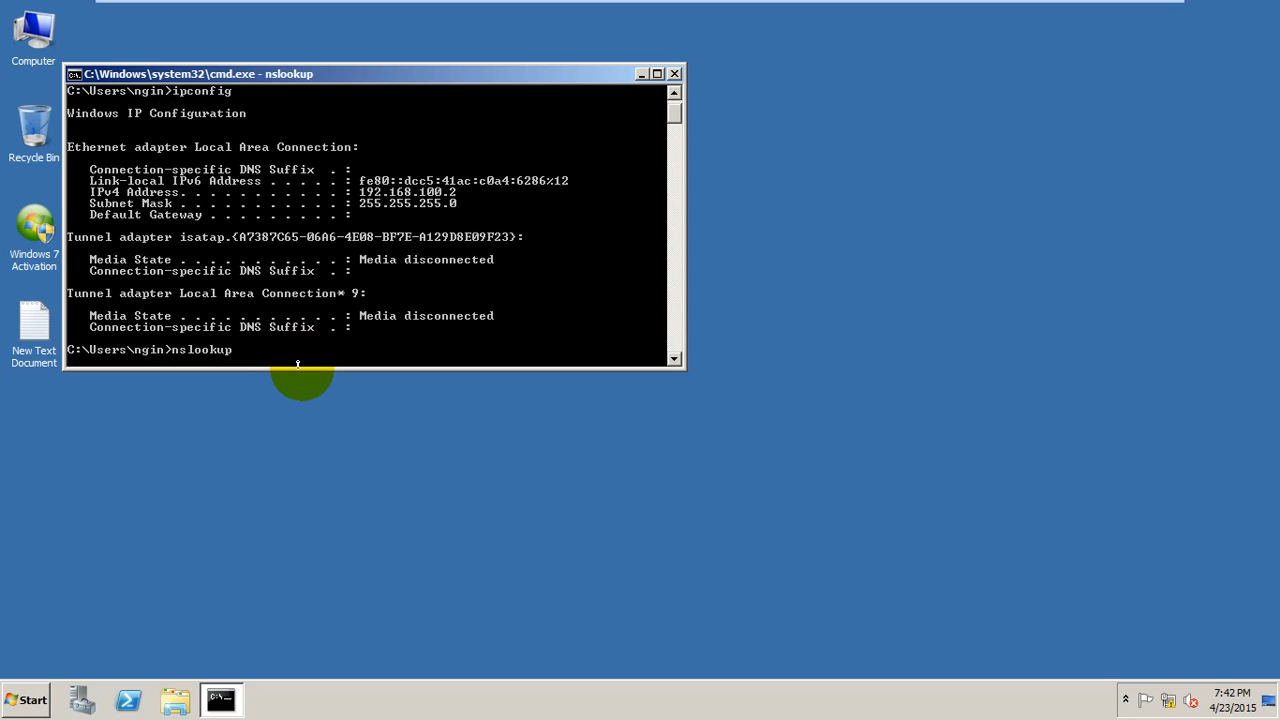 Computer
Recycle Bin
Windows 7
Activation
New Text
Document
C:\Windows\system32\cmd.exe - nslookup
C:\Users\ngin>ipconfig
Windows IP Configuration
Ethernet adapter Local Area Connection:
Connection-specific DNS Suffix . :
Link-local IPv6 Address . . . . . : fe80::dcc5:41ac:c0a4:6286%12
IPv4 Address. . . . . . . . . . . : 192.168.100.2
Subnet Mask . . . . . . . . . . . : 255.255.255.0
Default Gateway . . . . . . . . . :
Tunnel adapter isatap.{A7387C65-06A6-4E08-BF7E-A129D8E09F23}:
Media State . . . . . . . . . . . : Media disconnected
Connection-specific DNS Suffix . :
Tunnel adapter Local Area Connection* 9:
Media State . . . . . . . . . . . : Media disconnected
Connection-specific DNS Suffix . :
C:\Users\ngin>nslookup
Start
7:42 PM
4/23/2015